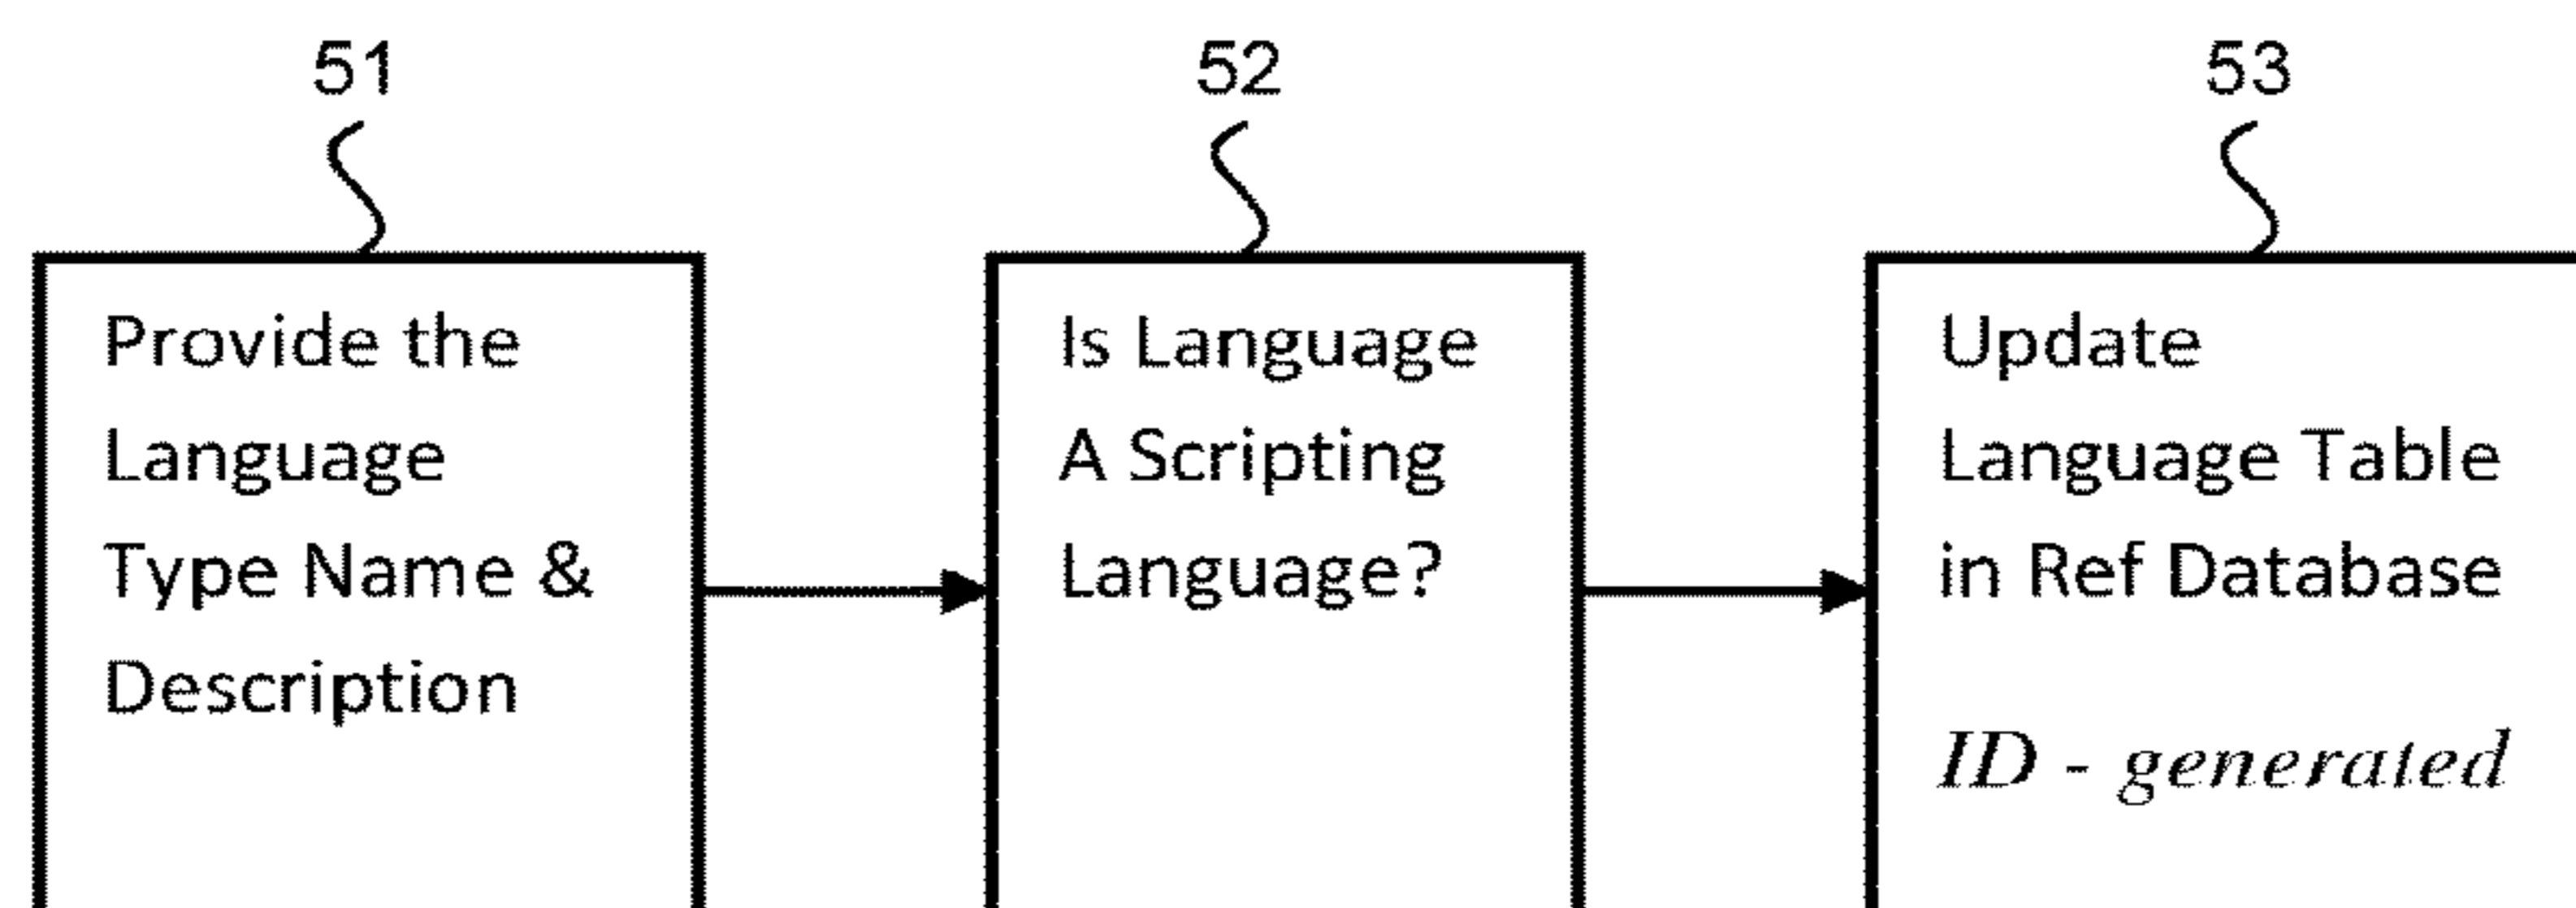 51
52
53
Provide the
Language
Type Name &
Description
Is Language
A Scripting
Language?
Update
Language Table
in Ref Database
ID - generated